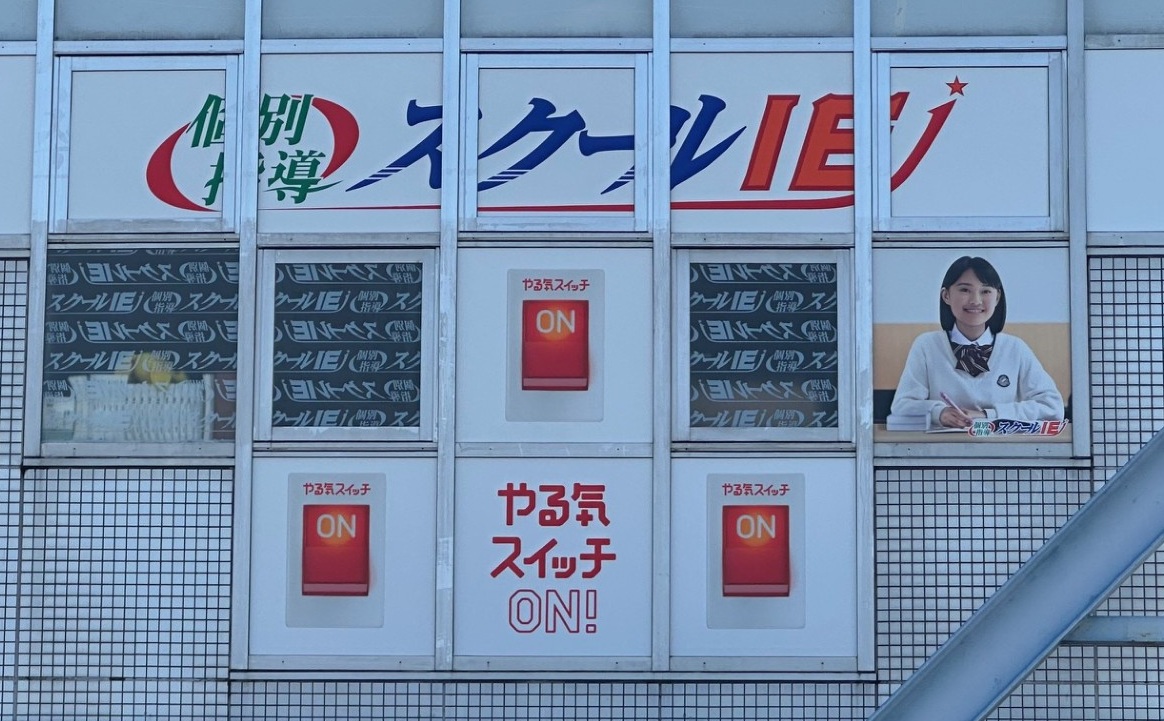 個別
指導
スクールIE
やる気スイッチ
ON
個別
指導
スクールIE
やる気スイッチ
ON
やる気
スイッチ
ON!
やる気スイッチ
ON